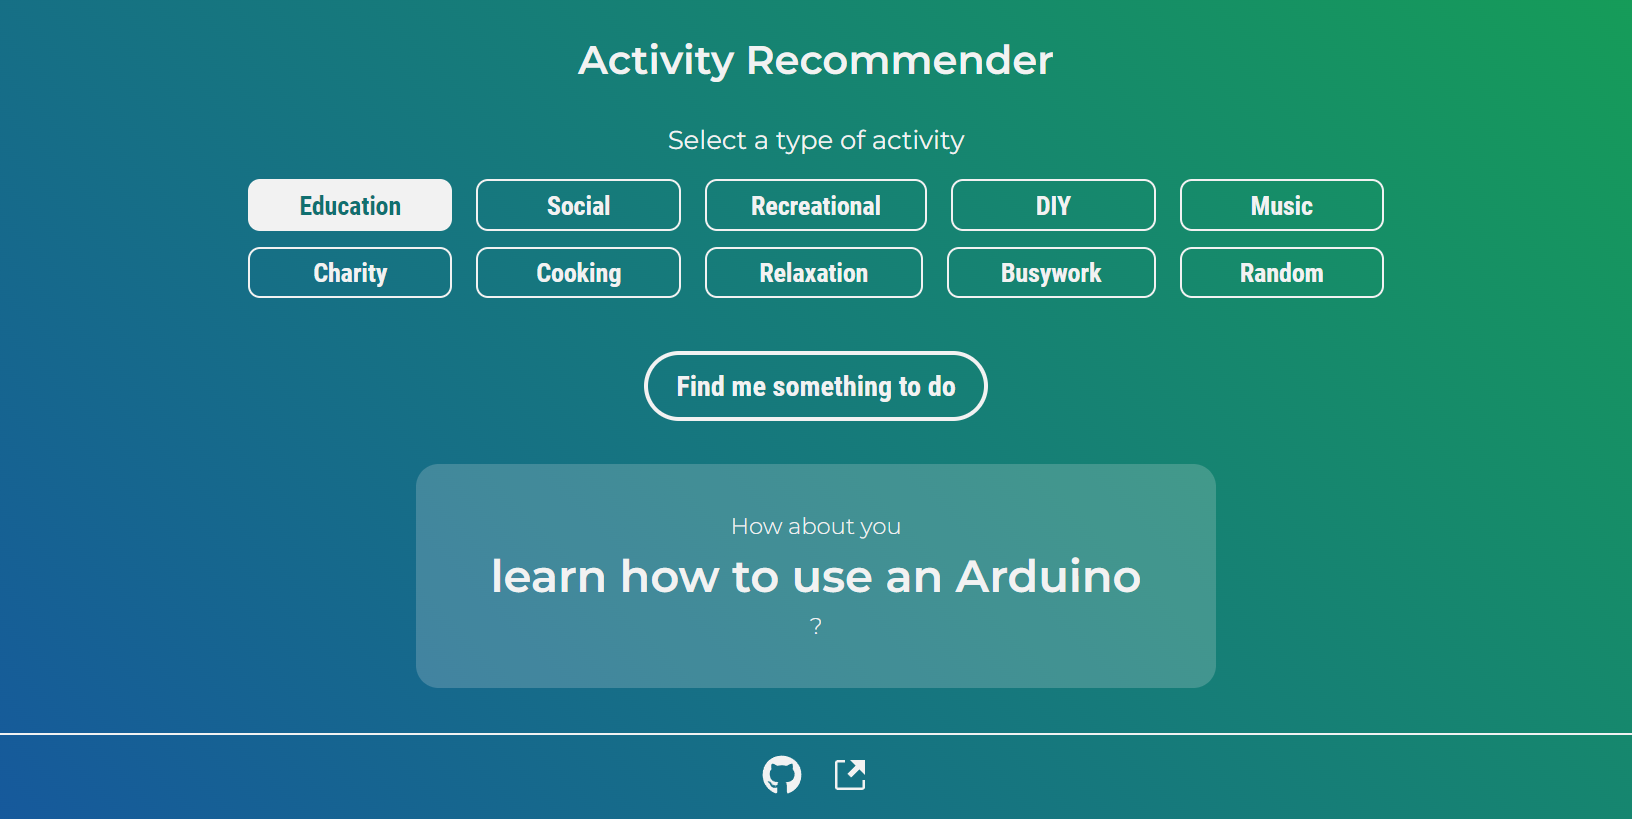 Activity Recommender
Select a type of activity
Education Social Recreational DIY Music
Charity Cooking Relaxation Busywork Random
Find me something to do
How about you
learn how to use an Arduino
?